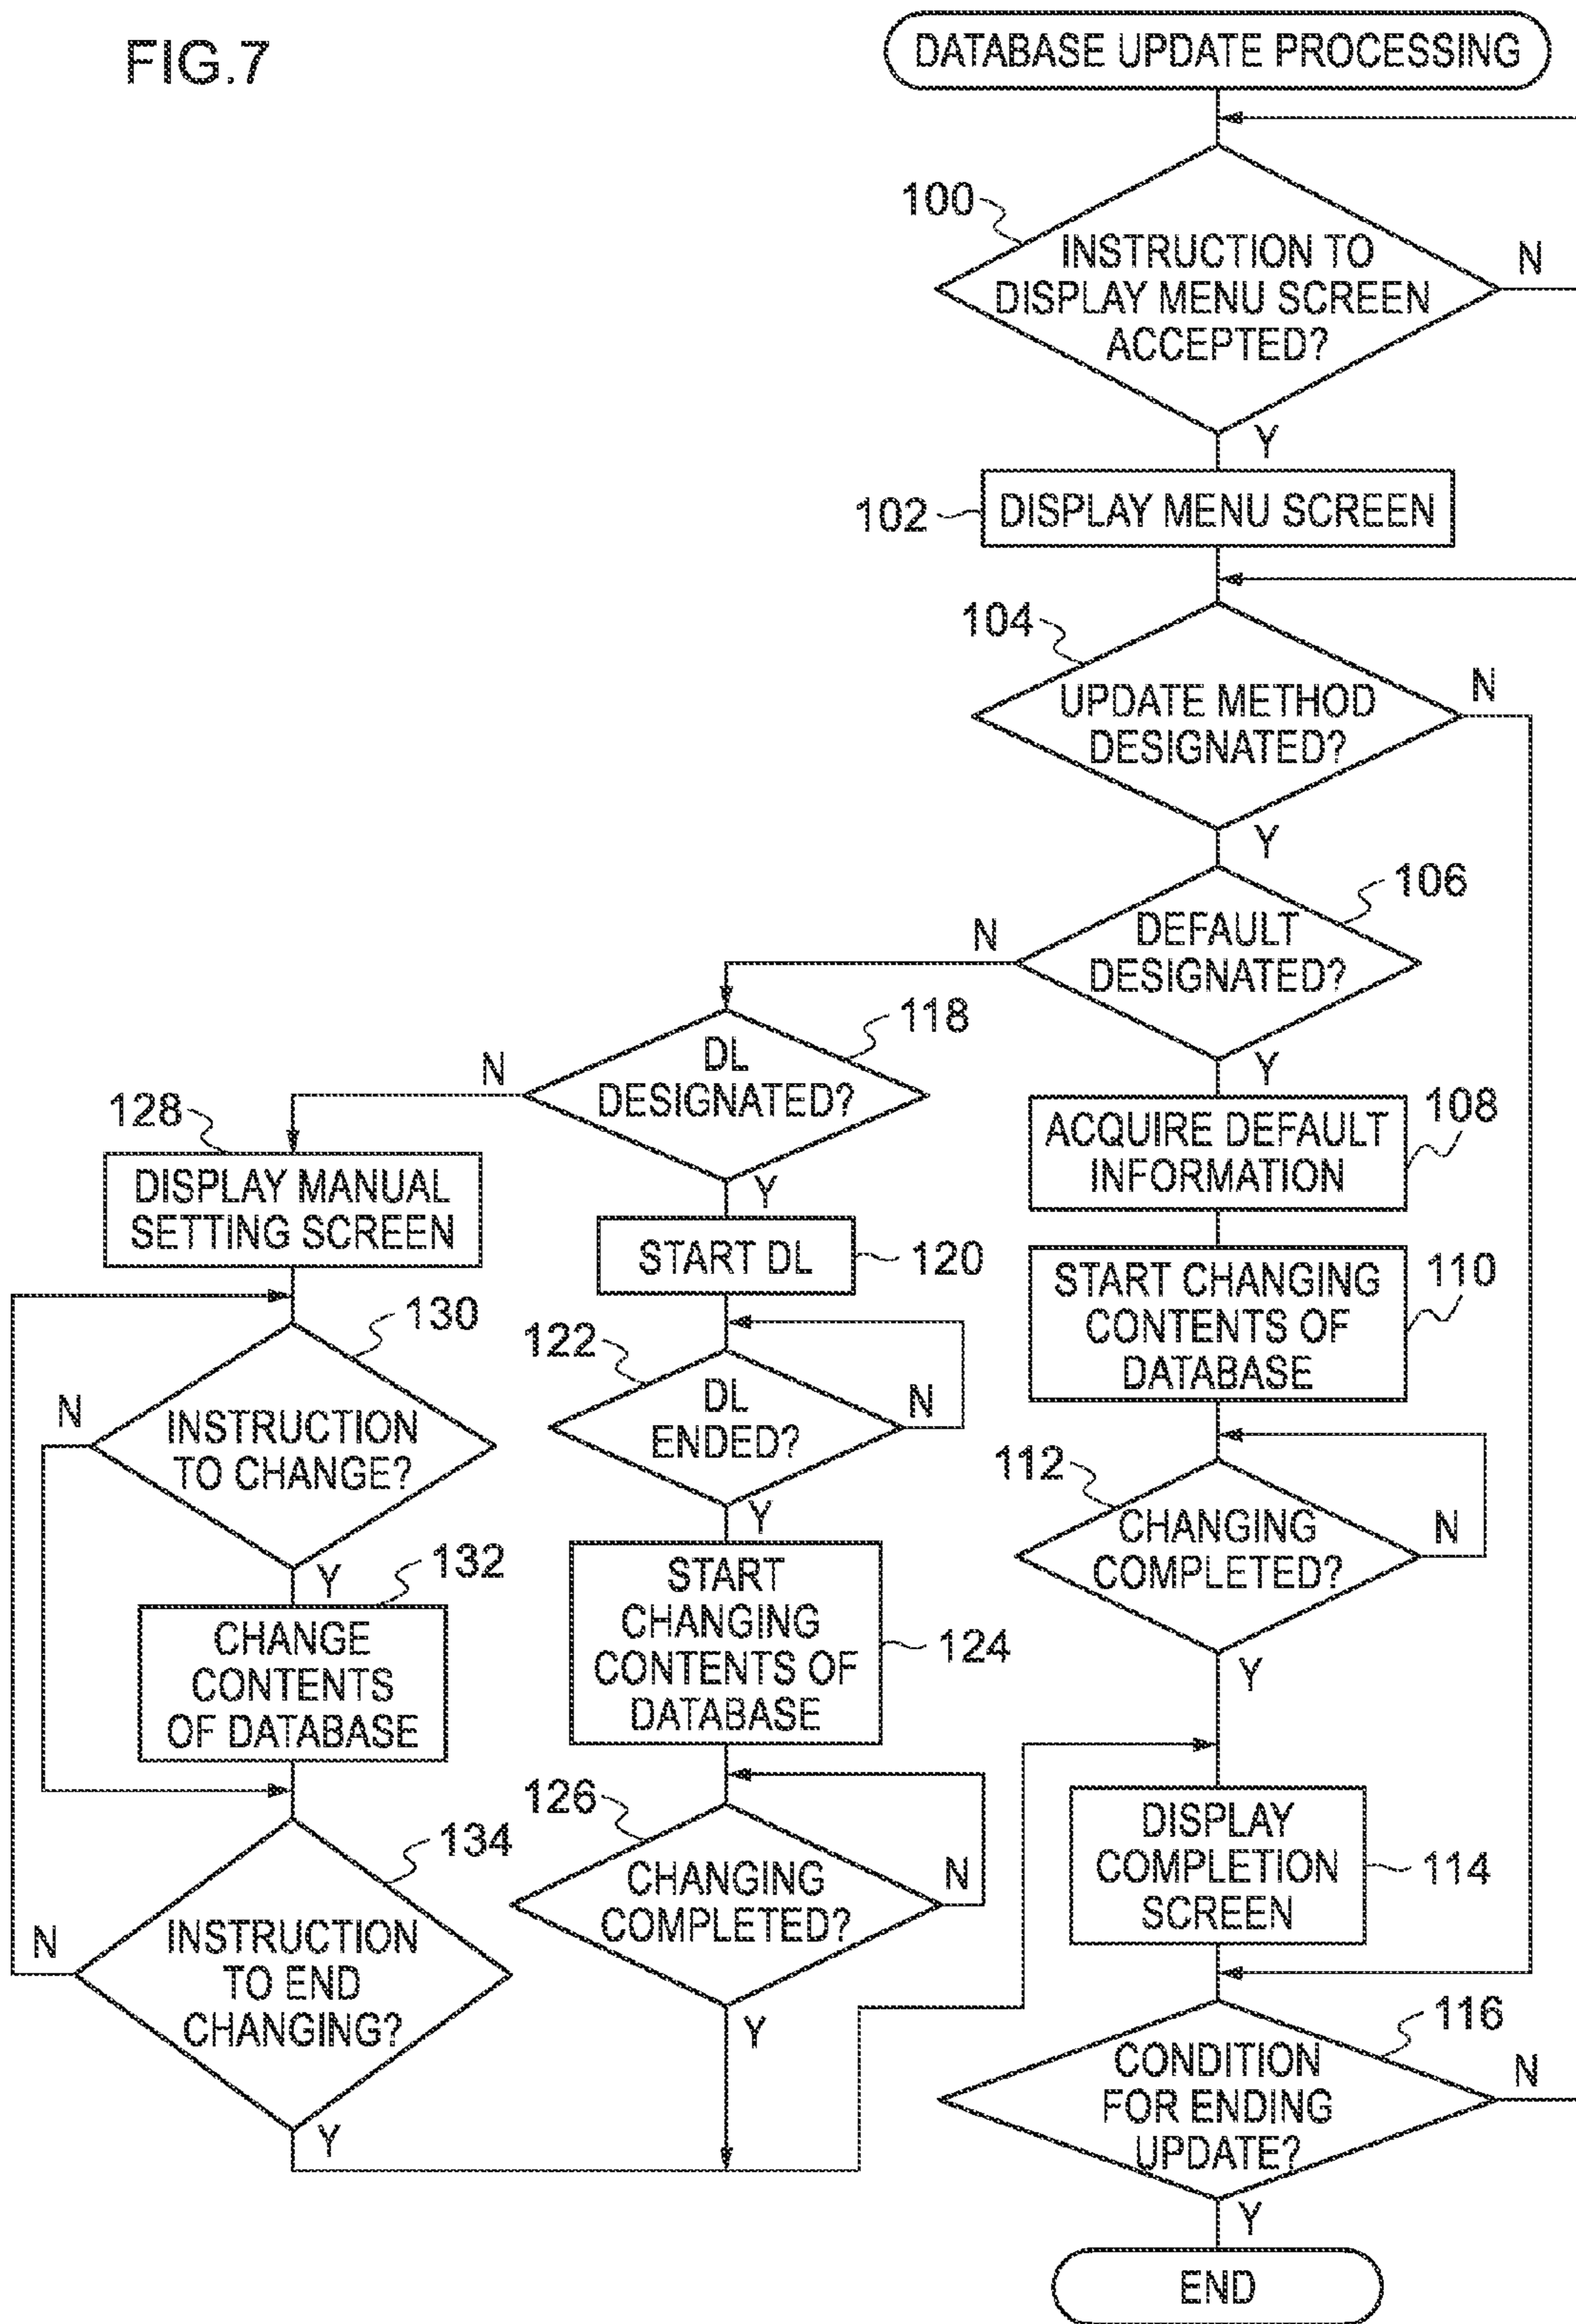 FIG.7
DATABASE UPDATE PROCESSING
100
INSTRUCTION TO
DISPLAY MENU SCREEN
ACCEPTED?
N
Y
102
DISPLAY MENU SCREEN
104
UPDATE METHOD
DESIGNATED?
N
Y
106
DEFAULT
DESIGNATED?
N
Y
108
ACQUIRE DEFAULT
INFORMATION
110
START CHANGING
CONTENTS OF
DATABASE
112
CHANGING
COMPLETED?
N
Y
DISPLAY
COMPLETION
SCREEN
114
116
CONDITION
FOR ENDING
UPDATE?
N
Y
END
118
DL
DESIGNATED?
N
Y
START DL
120
122
DL
ENDED?
N
Y
START
CHANGING
CONTENTS OF
DATABASE
124
126
CHANGING
COMPLETED?
N
Y
128
DISPLAY MANUAL
SETTING SCREEN
130
N
INSTRUCTION
TO CHANGE?
Y
132
CHANGE
CONTENTS
OF DATABASE
134
N
INSTRUCTION
TO END
CHANGING?
Y